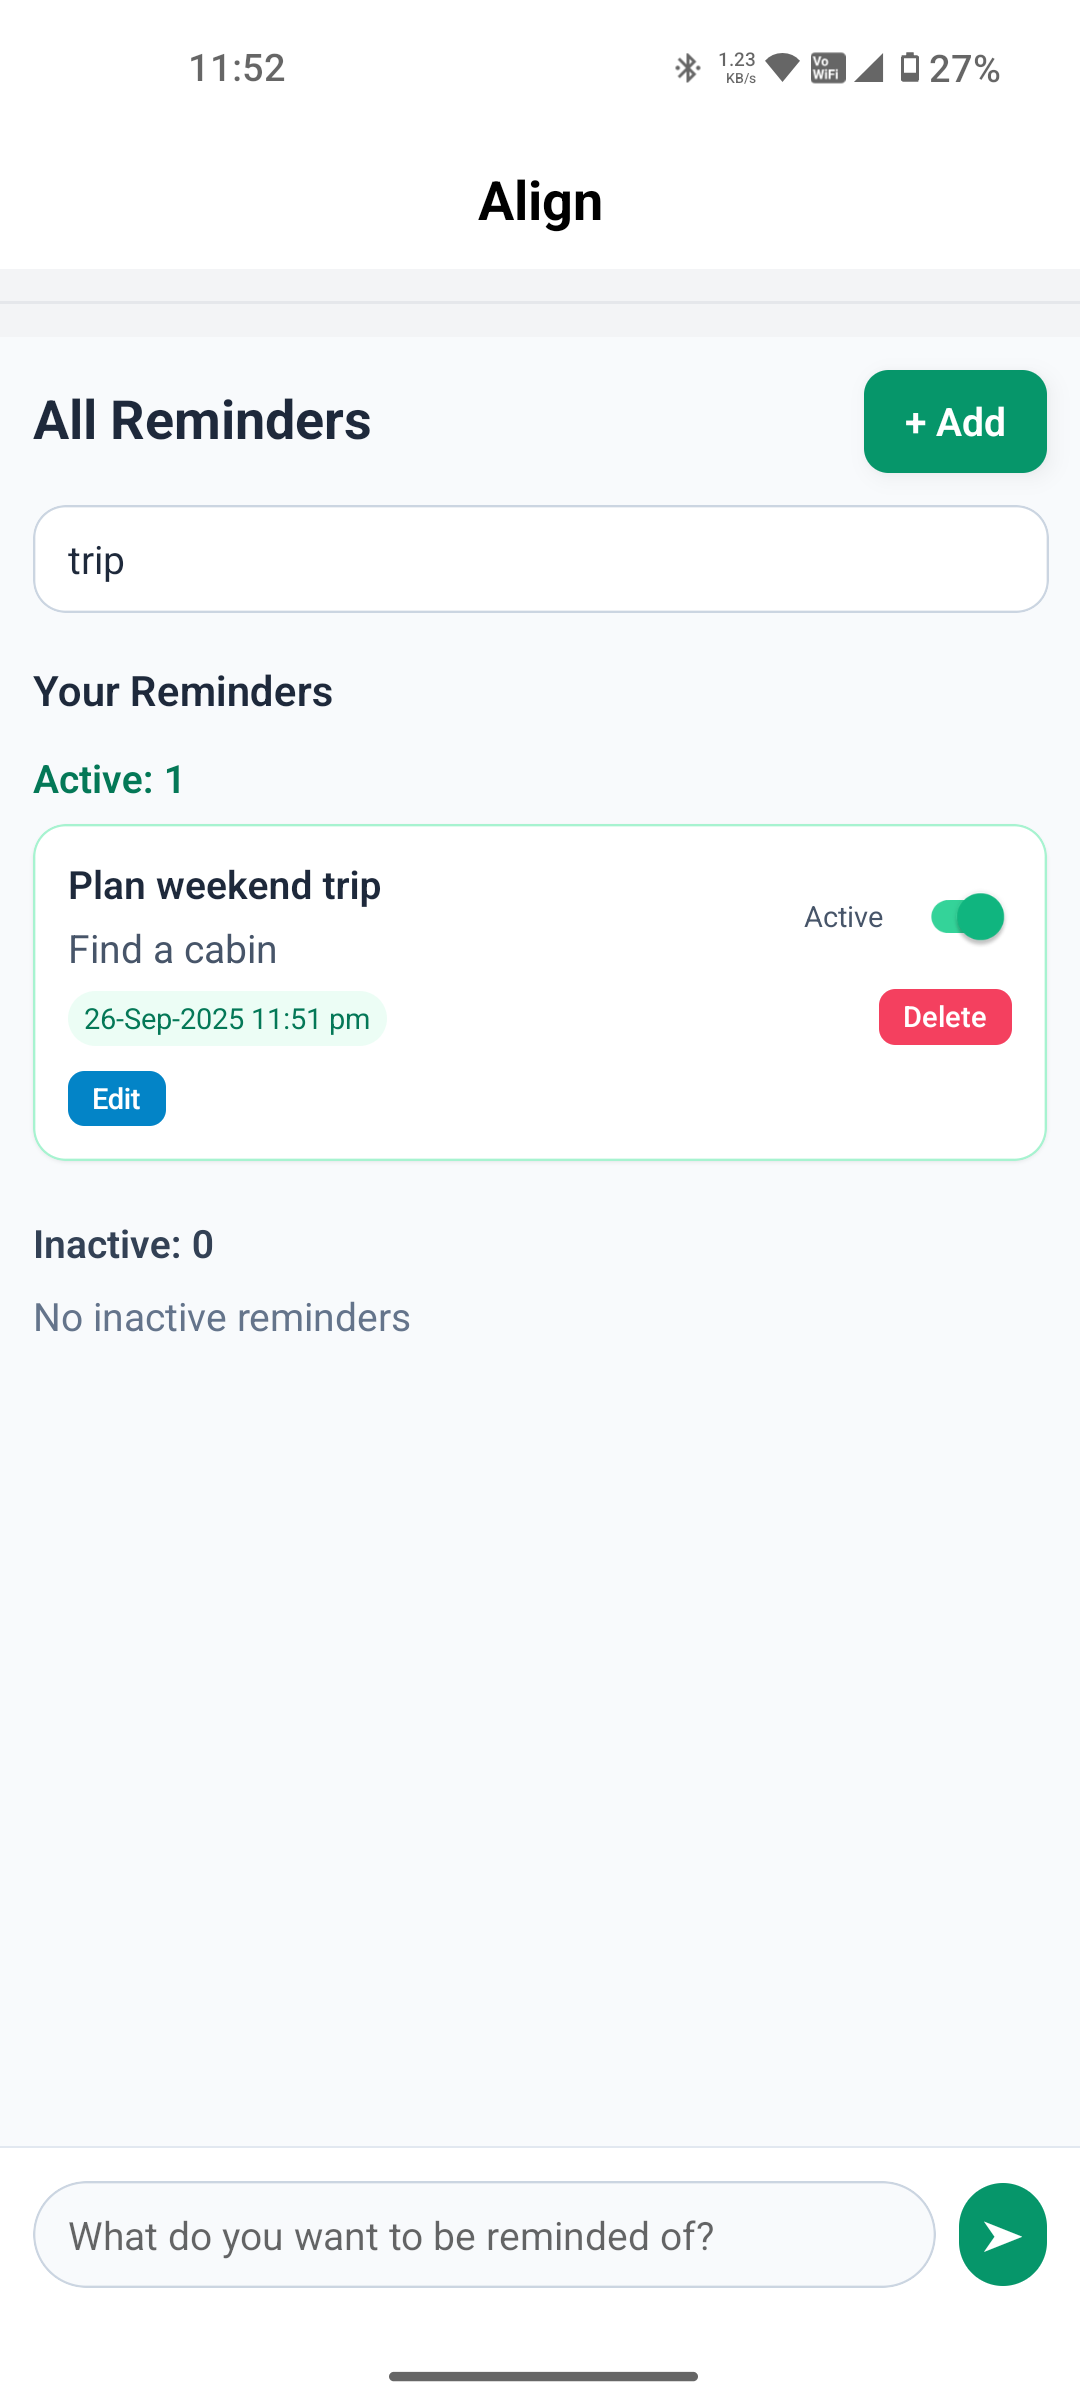 11:52
1.23
KB/s
Vo
WiFi
27%
Align
All Reminders
+ Add
trip
Your Reminders
Active: 1
Plan weekend trip
Active
Find a cabin
26-Sep-2025 11:51 pm
Delete
Edit
Inactive: 0
No inactive reminders
What do you want to be reminded of?